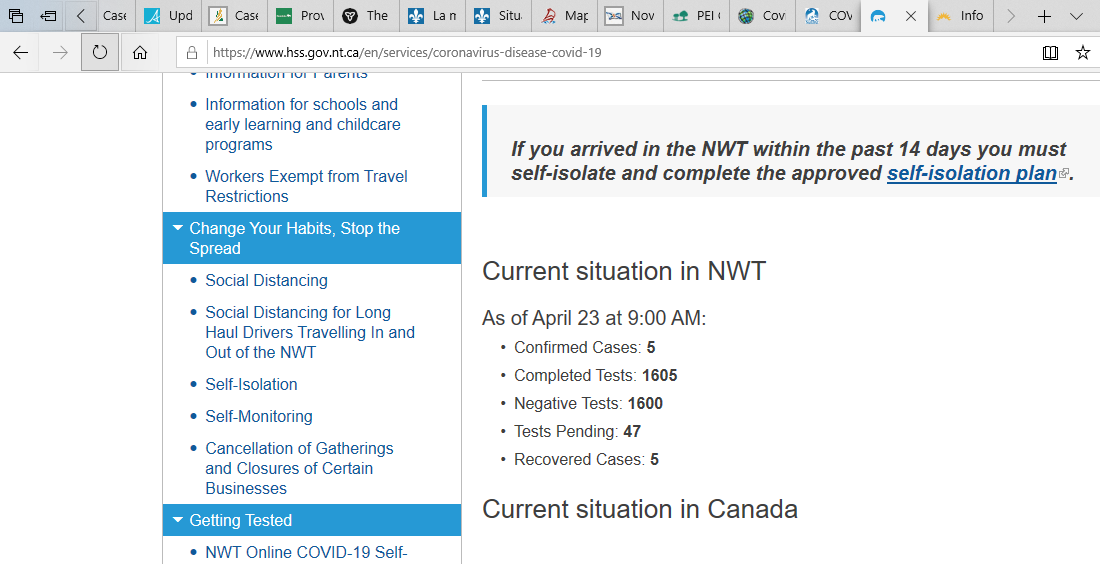 Case
Upd
Case
Prov
The
La m
Situ
Map
Nov
PEI
Cov
COV
Info
https://www.hss.gov.nt.ca/en/services/coronavirus-disease-covid-19
Information for Parents
• Information for schools and
early learning and childcare
programs
• Workers Exempt from Travel
Restrictions
Change Your Habits, Stop the
Spread
• Social Distancing
• Social Distancing for Long
Haul Drivers Travelling In and
Out of the NWT
• Self-Isolation
• Self-Monitoring
• Cancellation of Gatherings
and Closures of Certain
Businesses
Getting Tested
• NWT Online COVID-19 Self-
If you arrived in the NWT within the past 14 days you must
self-isolate and complete the approved self-isolation plan.
Current situation in NWT
As of April 23 at 9:00 AM:
• Confirmed Cases: 5
• Completed Tests: 1605
• Negative Tests: 1600
• Tests Pending: 47
• Recovered Cases: 5
Current situation in Canada